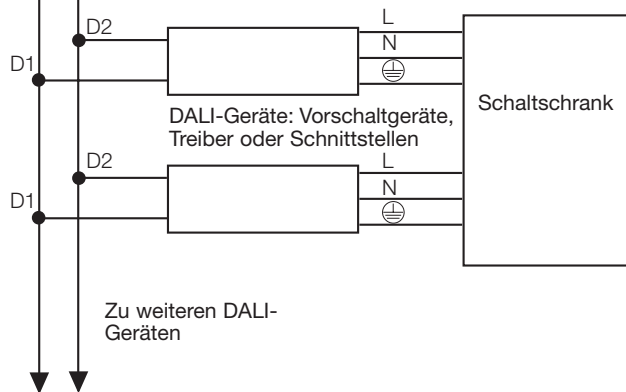 D2
L
D1
N
Schaltschrank
DALI-Geräte: Vorschaltgeräte,
Treiber oder Schnittstellen
D2
L
D1
N
Zu weiteren DALI-
Geräten